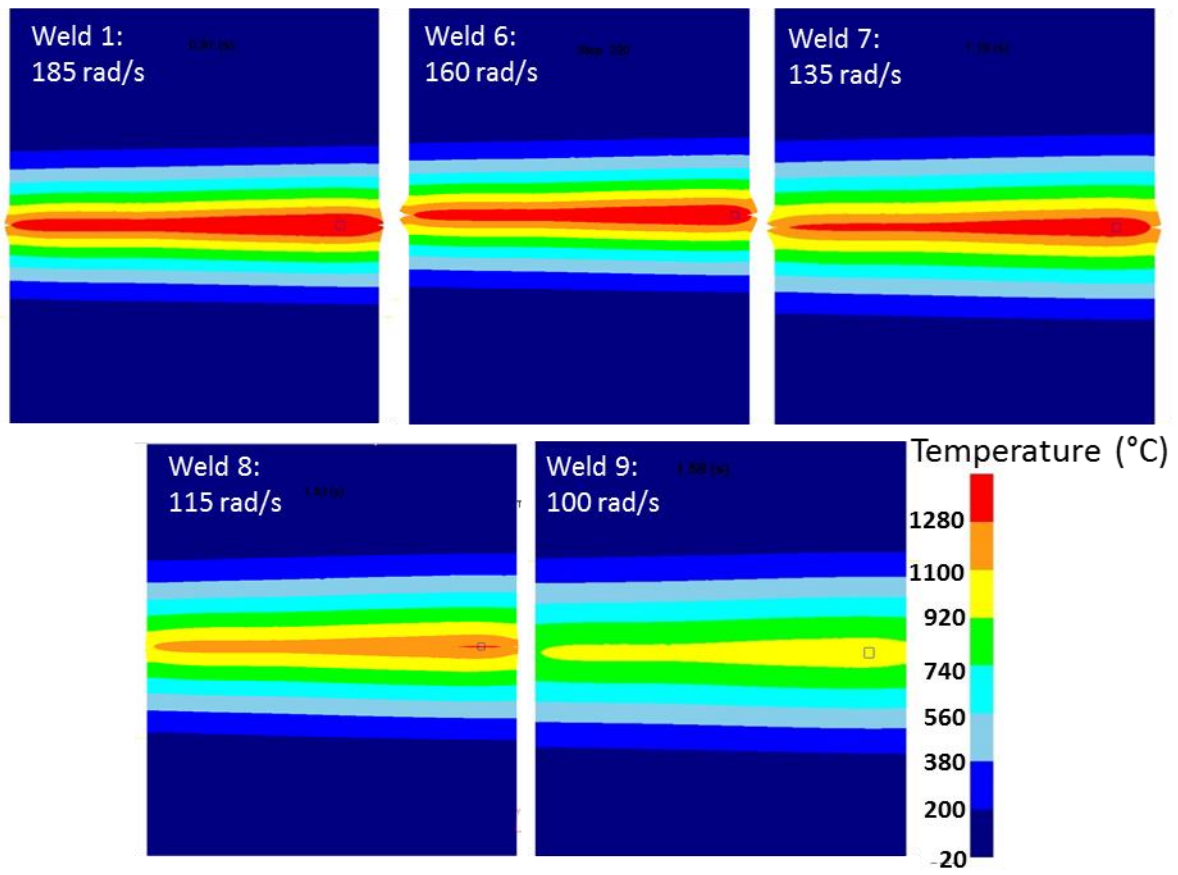 Weld 1:
185 rad/s
Weld 6:
160 rad/s
Weld 7:
135 rad/s
Weld 8:
115 rad/s
Weld 9:
100 rad/s
Temperature (°C)
1280
1100
920
740
560
380
200
20